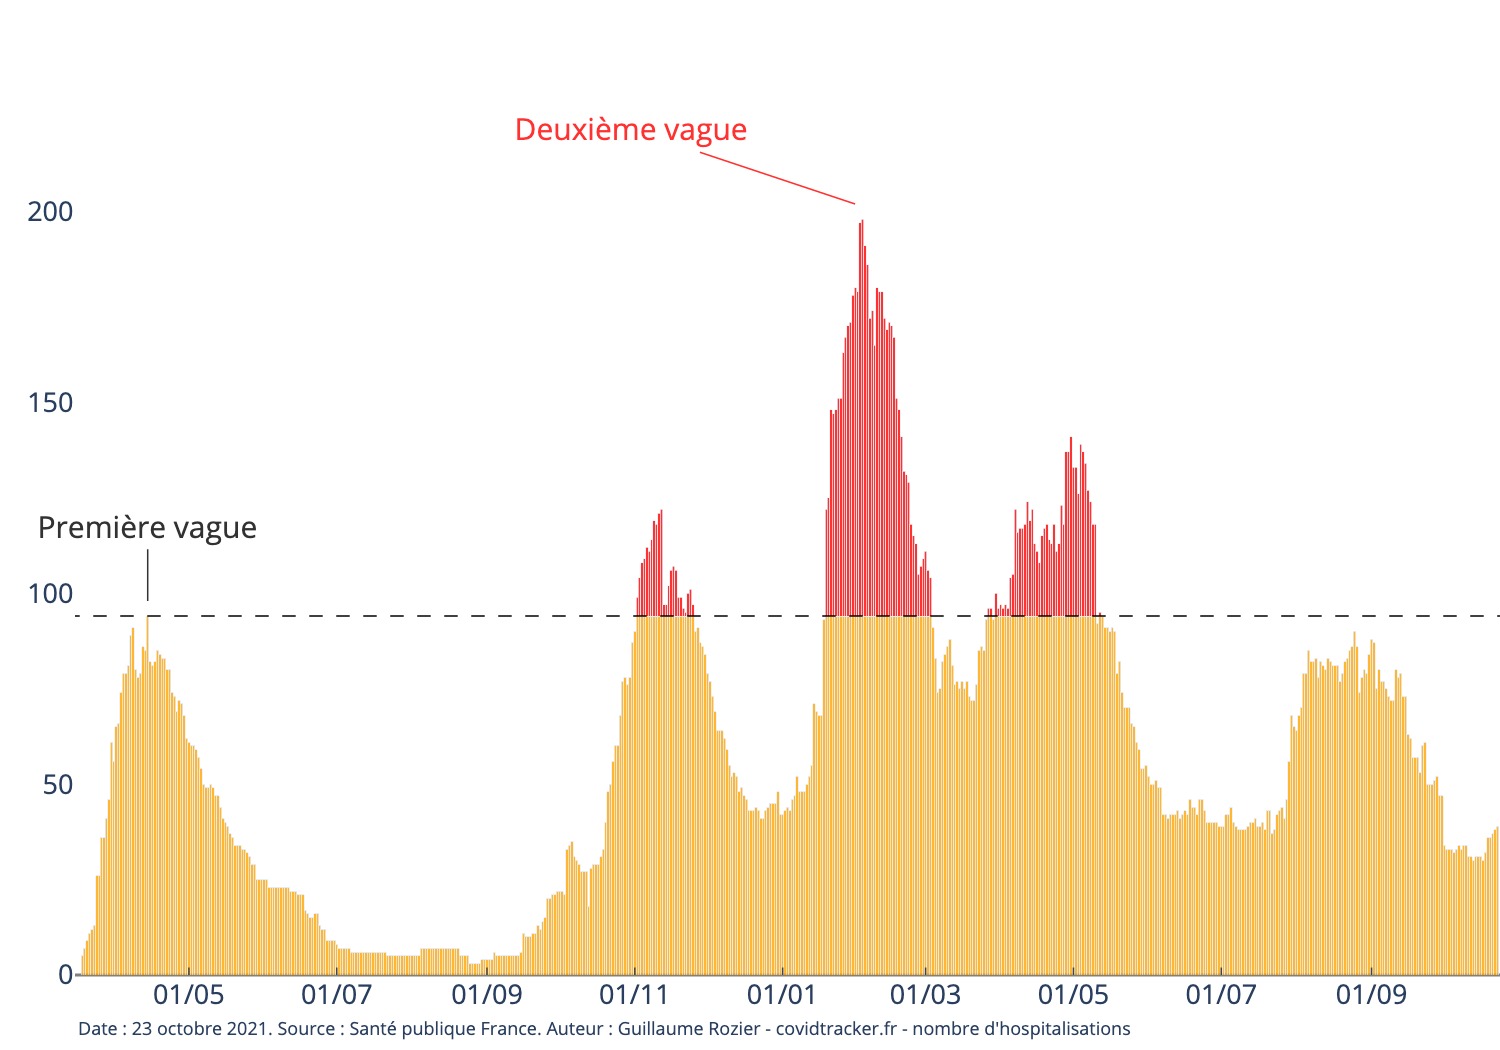 Deuxième vague
200
150
Première vague
100
50
0
01/05 01/07 01/09 01/11 01/01 01/03 01/05 01/07 01/09
Date : 23 octobre 2021. Source : Santé publique France. Auteur : Guillaume Rozier - covidtracker.fr - nombre d'hospitalisations